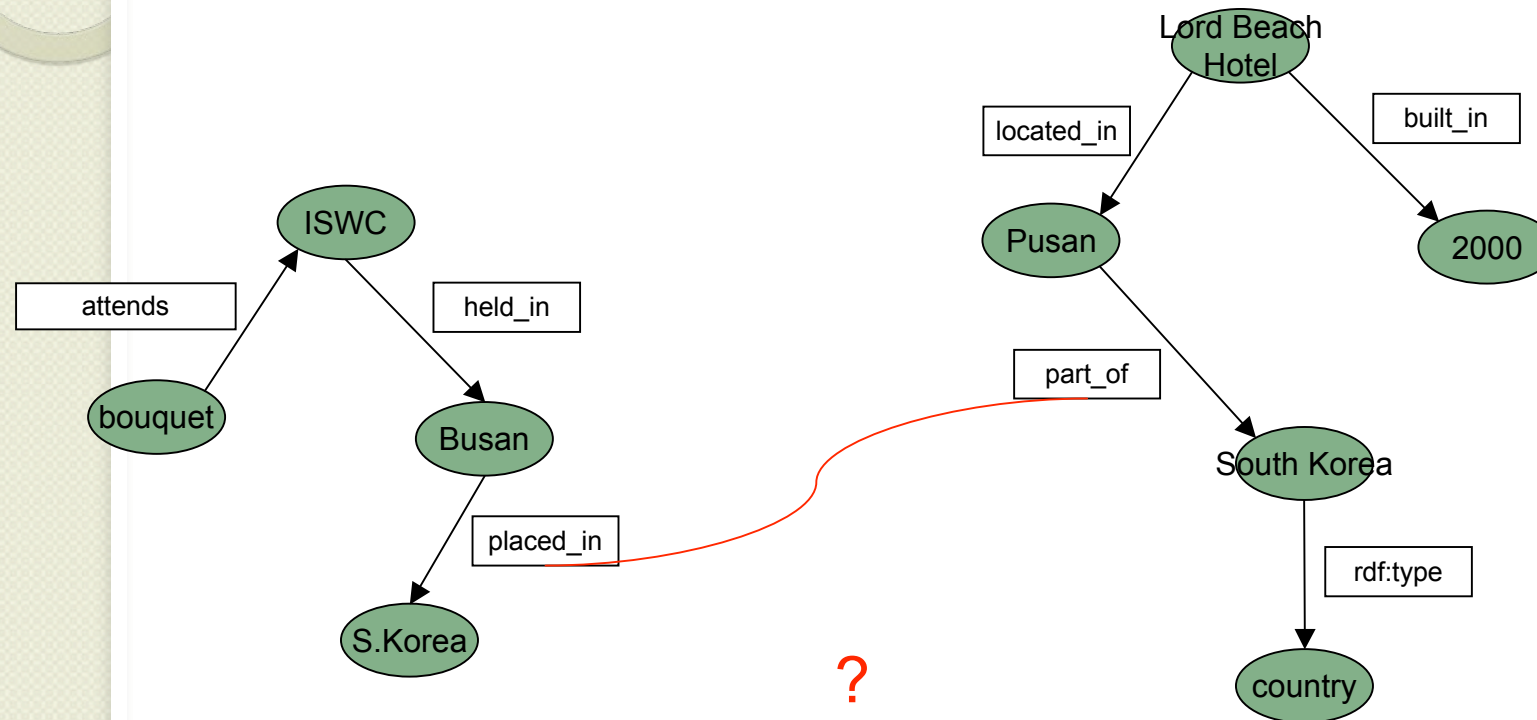 Lord Beach
Hotel
located_in
built_in
ISWC
Pusan
2000
attends
held_in
part_of
bouquet
Busan
South Korea
placed_in
rdf:type
S.Korea
?
country